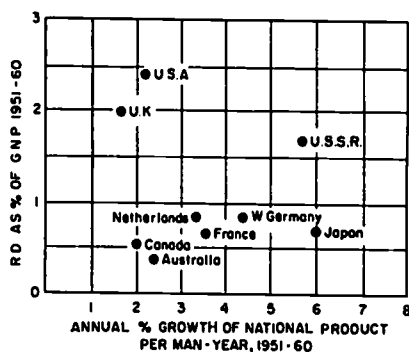 RD AS % OF GNP 1951-60
3
2
1
0
U.S.A
U.K
U.S.S.R.
Netherlands
W Germany
France
Japan
Canada
Australia
1 2 3 4 5 6 7 8
ANNUAL % GROWTH OF NATIONAL PRODUCT
PER MAN-YEAR, 1951-60